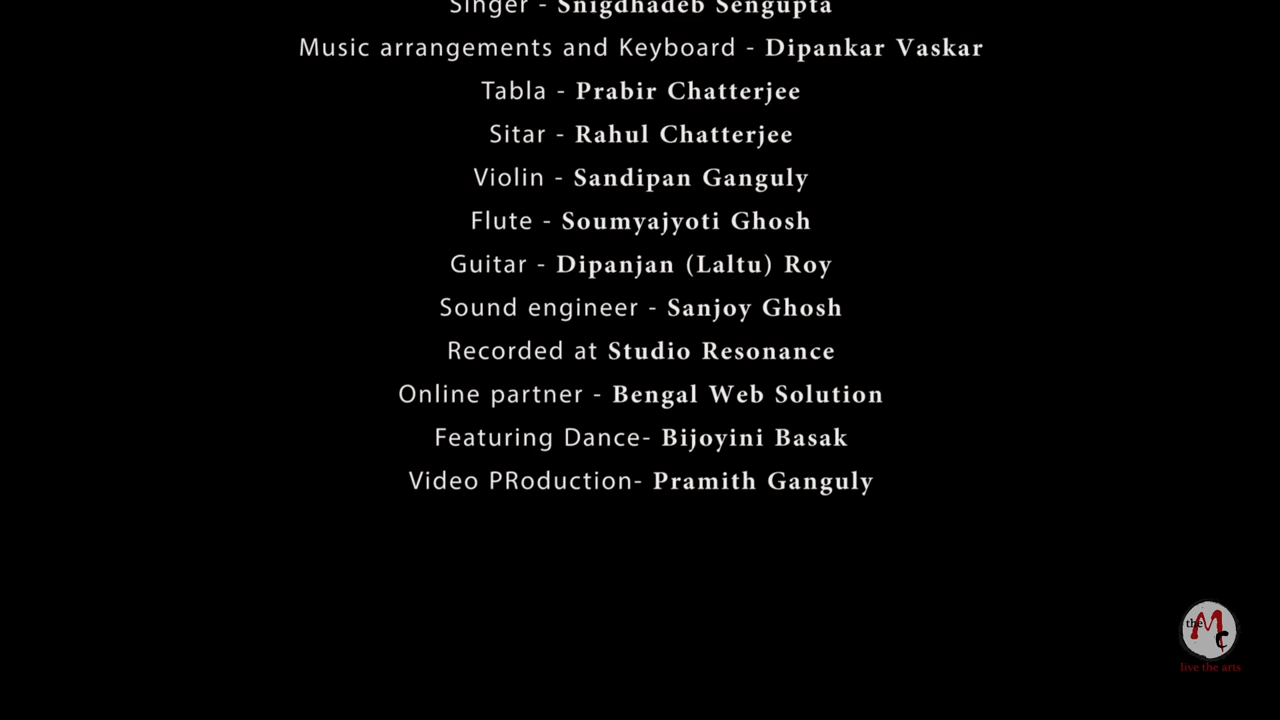 Singer - Snigdhadeb Sengupta
Music arrangements and Keyboard - Dipankar Vaskar
Tabla - Prabir Chatterjee
Sitar - Rahul Chatterjee
Violin - Sandipan Ganguly
Flute - Soumyajyoti Ghosh
Guitar - Dipanjan (Laltu) Roy
Sound engineer - Sanjoy Ghosh
Recorded at Studio Resonance
Online partner - Bengal Web Solution
Featuring Dance- Bijoyini Basak
Video PRoduction- Pramith Ganguly
the MC
live the arts